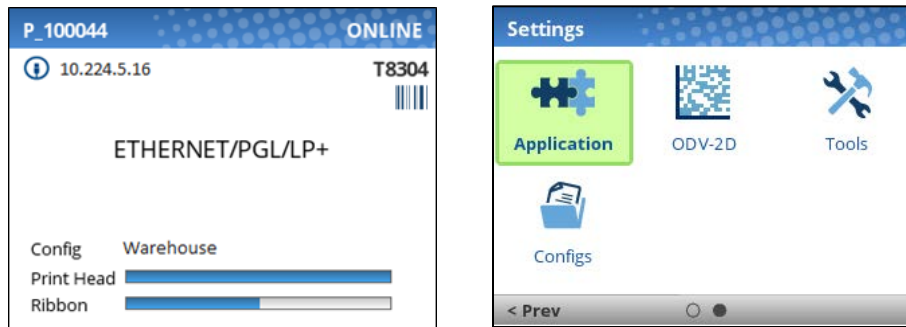 P_100044 ONLINE
10.224.5.16 T8304
ETHERNET/PGL/LP+
Config Warehouse
Print Head
Ribbon
Settings
Application ODV-2D Tools
Configs
< Prev